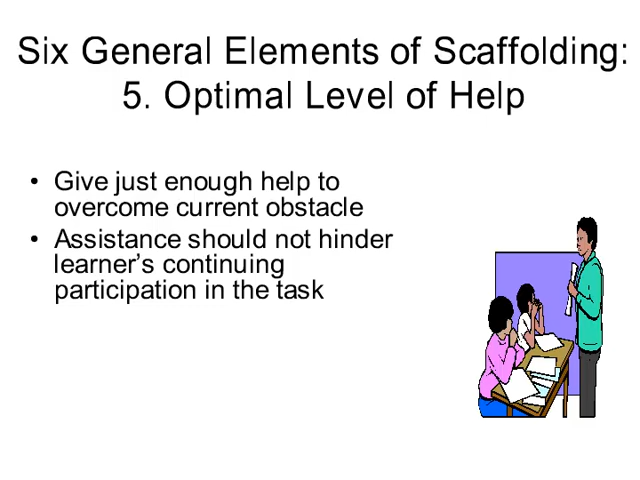 Six General Elements of Scaffolding:
5. Optimal Level of Help
• Give just enough help to
overcome current obstacle
• Assistance should not hinder
learner’s continuing
participation in the task